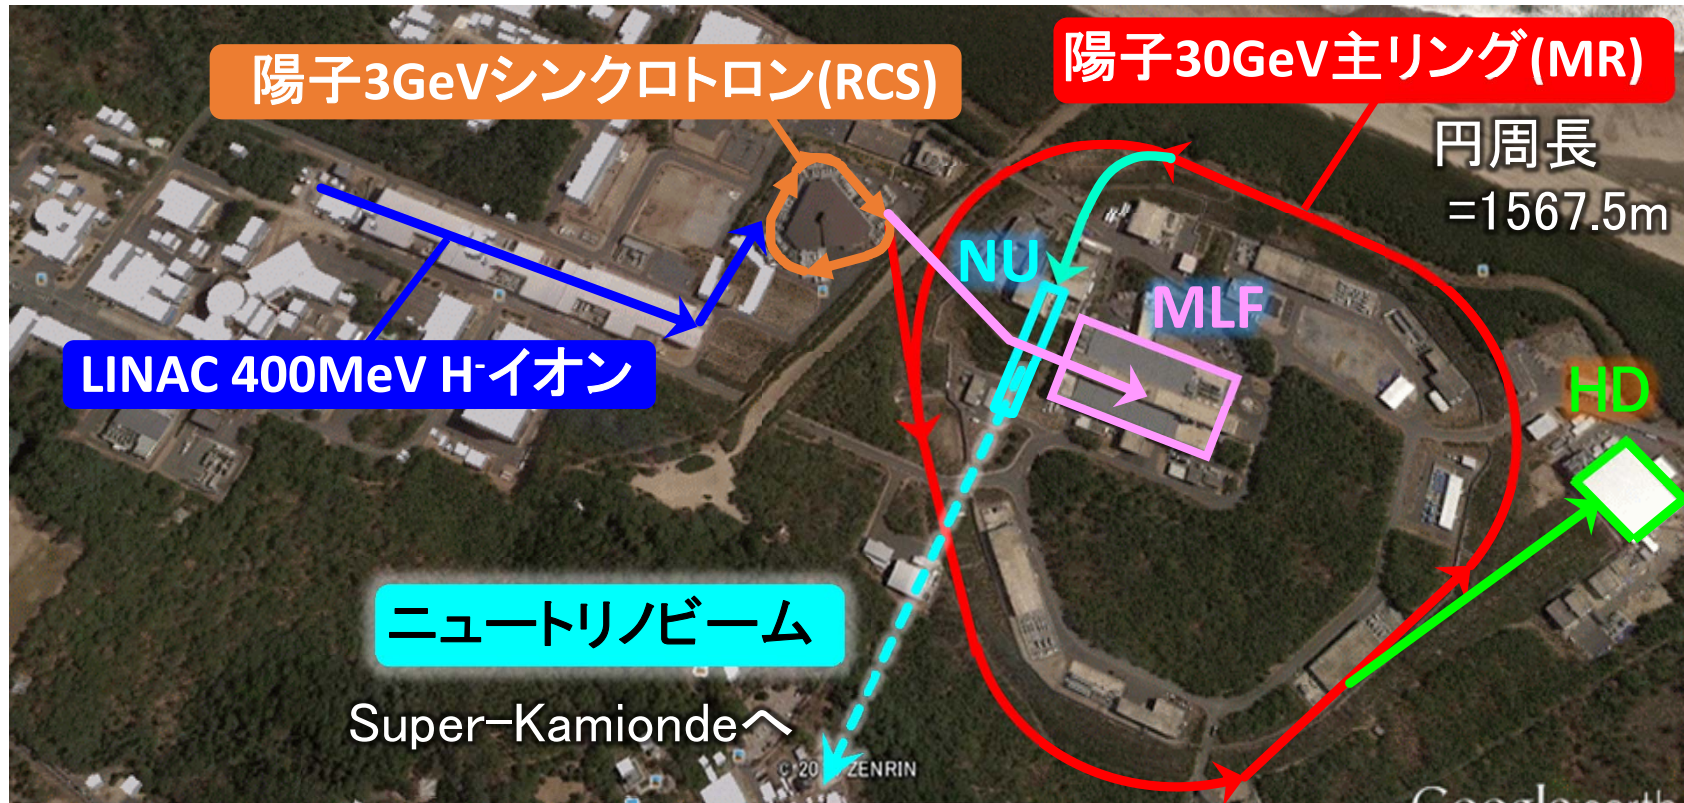 陽子3GeVシンクロトロン(RCS)
陽子30GeV主リング(MR)
円周長
=1567.5m
NU
MLF
LINAC 400MeV H-イオン
HD
ニュートリノビーム
Super-Kamiondeへ
ZENRIN